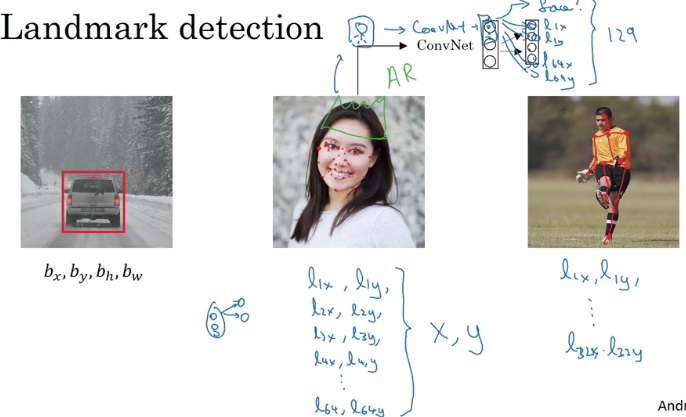 Landmark detection
face?
→ ConvNet →
ConvNet
l1x
l1y
l64x
l64y
129
AR
bx, by, bh, bw
l1x, l1y,
l2x, l2y,
l3x, l3y,
l4x, l4y
⋮
l64, l64y
x, y
l1x, l1y,
⋮
l32x, l32y
Andr